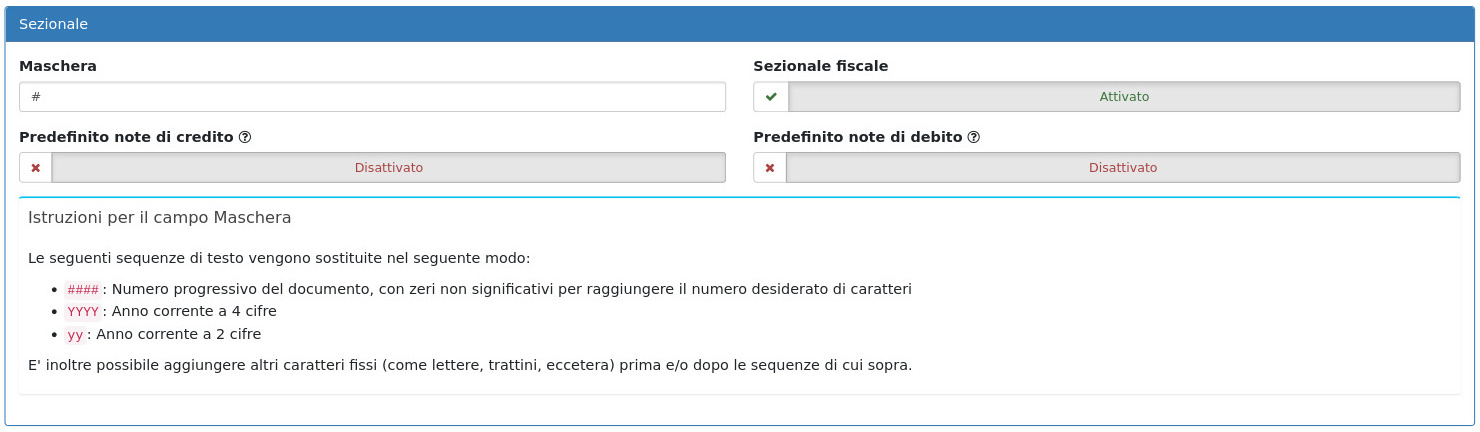 Sezionale
Maschera
Sezionale fiscale
#
Attivato
Predefinito note di credito
Predefinito note di debito
Disattivato
Disattivato
Istruzioni per il campo Maschera
Le seguenti sequenze di testo vengono sostituite nel seguente modo:
• ####: Numero progressivo del documento, con zeri non significativi per raggiungere il numero desiderato di caratteri
• YYYY: Anno corrente a 4 cifre
• yy: Anno corrente a 2 cifre
E' inoltre possibile aggiungere altri caratteri fissi (come lettere, trattini, eccetera) prima e/o dopo le sequenze di cui sopra.